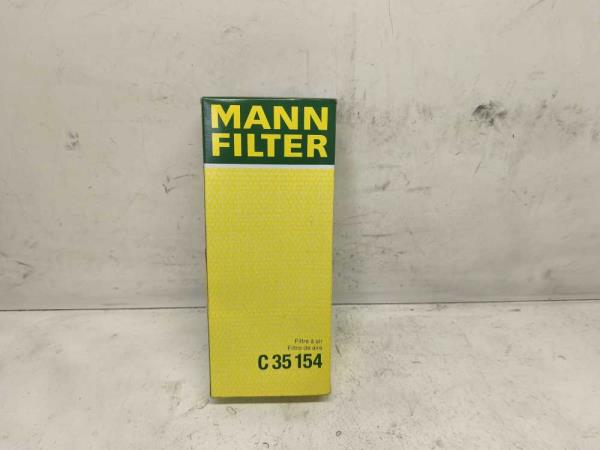 MANN
FILTER
Filtre à air
Filtro de aire
C 35 154